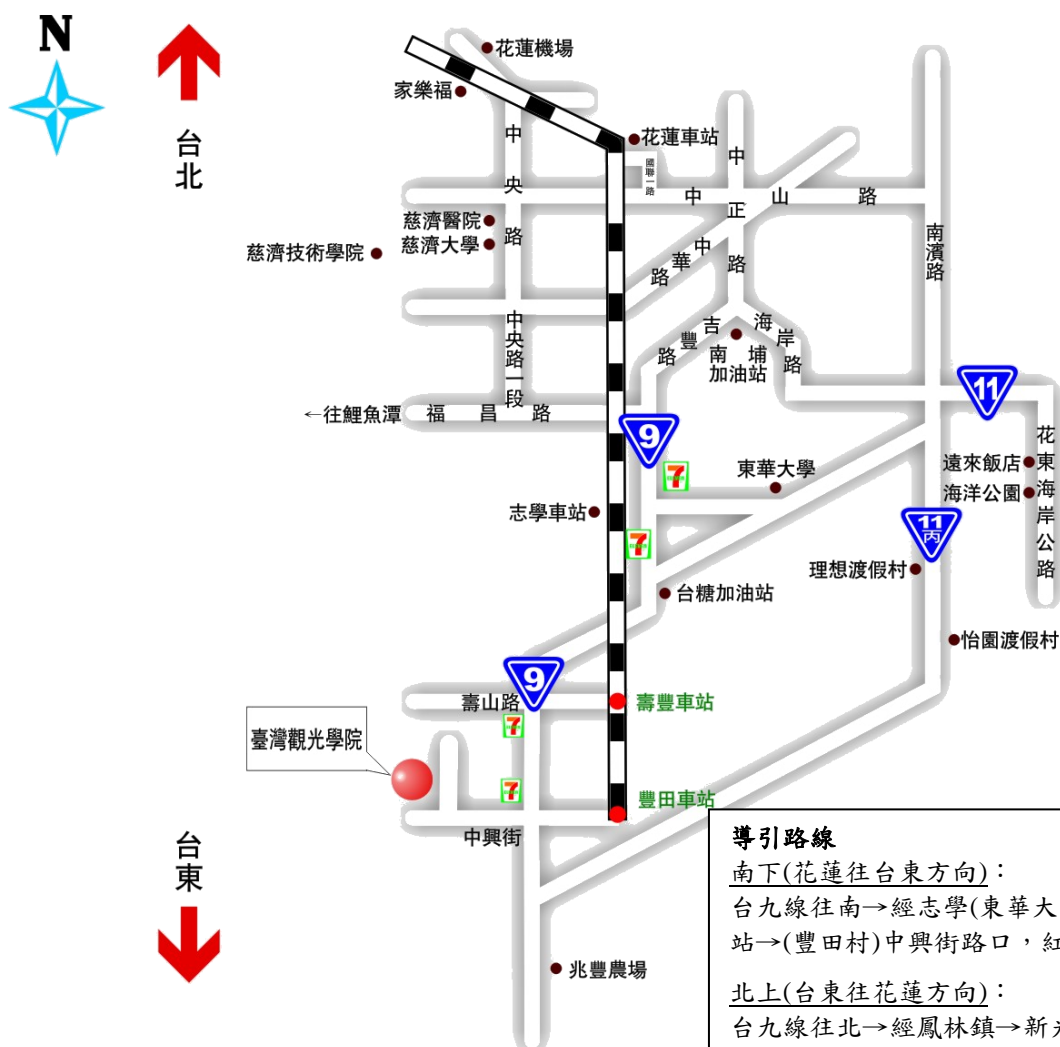 N
台北
花蓮機場
家樂福
花蓮車站
國聯一路
中央路
中山路
中正路
慈濟醫院
慈濟大學
慈濟技術學院
中華路
南濱路
中央路一段
吉豐路
海岸路
南埔
加油站
←往鯉魚潭
福昌路
11
9
花東海岸公路
7
東華大學
遠來飯店
海洋公園
志學車站
7
11
丙
理想渡假村
台糖加油站
怡園渡假村
9
壽山路
壽豐車站
7
臺灣觀光學院
7
豐田車站
中興街
台東
兆豐農場
導引路線
南下(花蓮往台東方向)：
台九線往南→經志學(東華大
站→(豐田村)中興街路口，紅
北上(台東往花蓮方向)：
台九線往北→經鳳林鎮→新